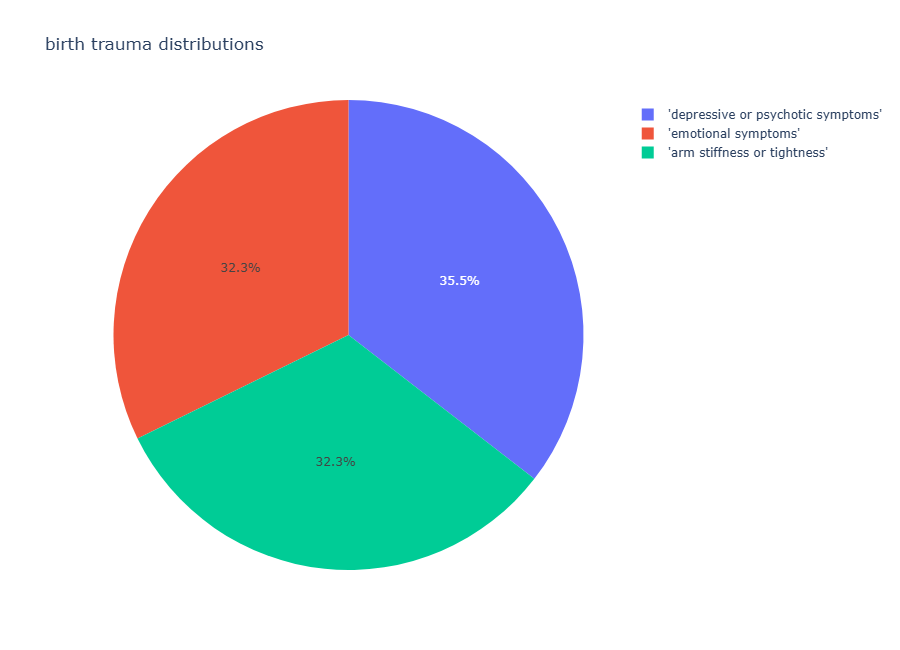 birth trauma distributions
'depressive or psychotic symptoms'
'emotional symptoms'
'arm stiffness or tightness'
32.3%
35.5%
32.3%